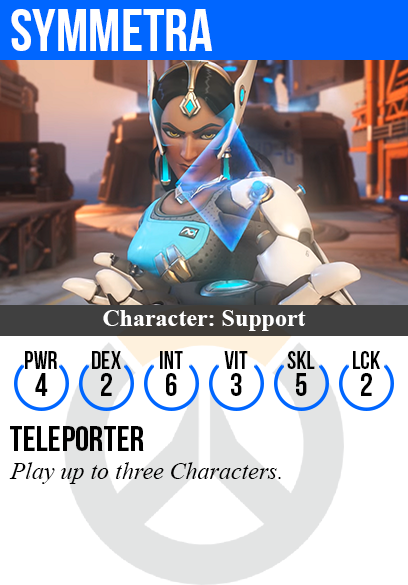 SYMMETRA
Character: Support
PWR DEX INT VIT SKL LCK
4 2 6 3 5 2
TELEPORTER
Play up to three Characters.